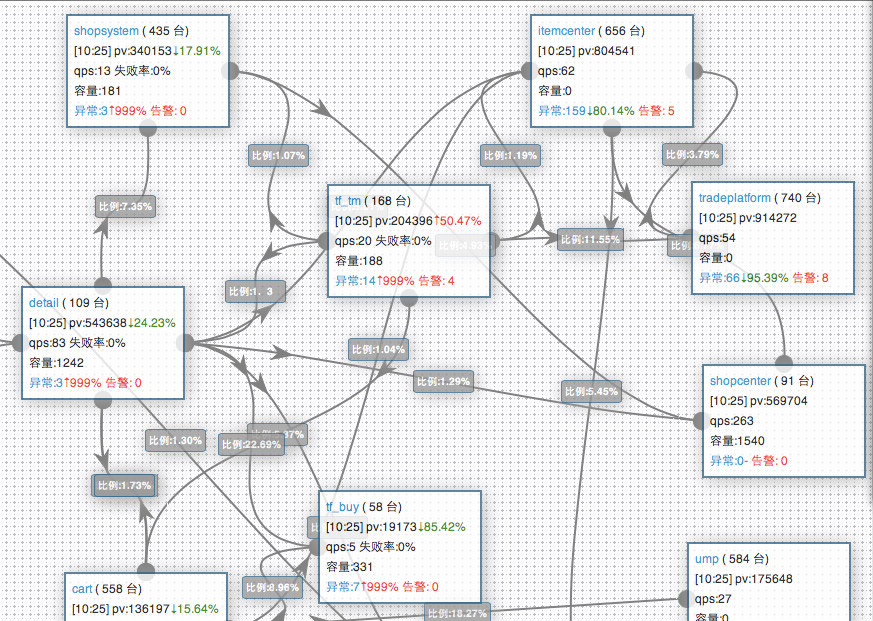 shopsystem ( 435 台)
[10:25] pv:340153↓17.91%
qps:13 失败率:0%
容量:181
异常:3↑999% 告警: 0
itemcenter ( 656 台)
[10:25] pv:804541
qps:62
容量:0
异常:159↓80.14% 告警: 5
比例:1.07%
比例:1.19%
比例:3.79%
比例:7.35%
tf_tm ( 168 台)
[10:25] pv:204396↑50.47%
qps:20 失败率:0%
容量:188
异常:14↑999% 告警: 4
比例:11.55%
tradeplatform ( 740 台)
[10:25] pv:914272
qps:54
容量:0
异常:66↓95.39% 告警: 8
detail ( 109 台)
[10:25] pv:543638↓24.23%
qps:83 失败率:0%
容量:1242
异常:3↑999% 告警: 0
比例:1.04%
比例:1.29%
比例:5.45%
shopcenter ( 91 台)
[10:25] pv:569704
qps:263
容量:1540
异常:0- 告警: 0
比例:1.30%
比例:22.69%
比例:1.73%
tf_buy ( 58 台)
[10:25] pv:19173↓85.42%
qps:5 失败率:0%
容量:331
异常:7↑999% 告警: 0
cart ( 558 台)
[10:25] pv:136197↓15.64%
比例:8.96%
比例:18.27%
ump ( 584 台)
[10:25] pv:175648
qps:27
容量:0